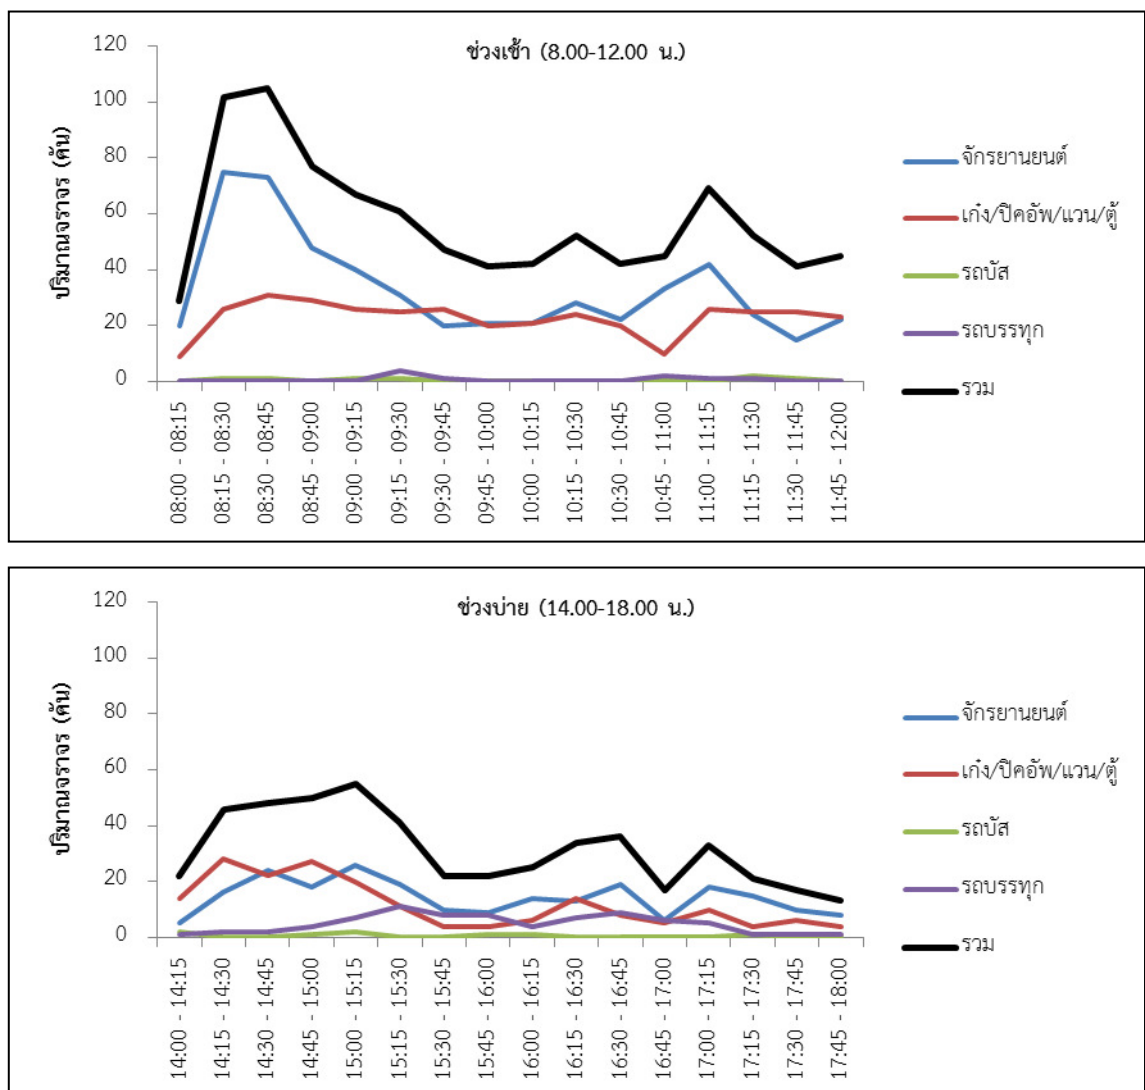 ช่วงเช้า (8.00-12.00 น.)
ปริมาณจราจร (คัน)
120
100
80
60
40
20
0
08:00 - 08:15
08:15 - 08:30
08:30 - 08:45
08:45 - 09:00
09:00 - 09:15
09:15 - 09:30
09:30 - 09:45
09:45 - 10:00
10:00 - 10:15
10:15 - 10:30
10:30 - 10:45
10:45 - 11:00
11:00 - 11:15
11:15 - 11:30
11:30 - 11:45
11:45 - 12:00
จักรยานยนต์
เก๋ง/ปิคอัพ/แวน/ตู้
รถบัส
รถบรรทุก
รวม
ช่วงบ่าย (14.00-18.00 น.)
ปริมาณจราจร (คัน)
120
100
80
60
40
20
0
14:00 - 14:15
14:15 - 14:30
14:30 - 14:45
14:45 - 15:00
15:00 - 15:15
15:15 - 15:30
15:30 - 15:45
15:45 - 16:00
16:00 - 16:15
16:15 - 16:30
16:30 - 16:45
16:45 - 17:00
17:00 - 17:15
17:15 - 17:30
17:30 - 17:45
17:45 - 18:00
จักรยานยนต์
เก๋ง/ปิคอัพ/แวน/ตู้
รถบัส
รถบรรทุก
รวม